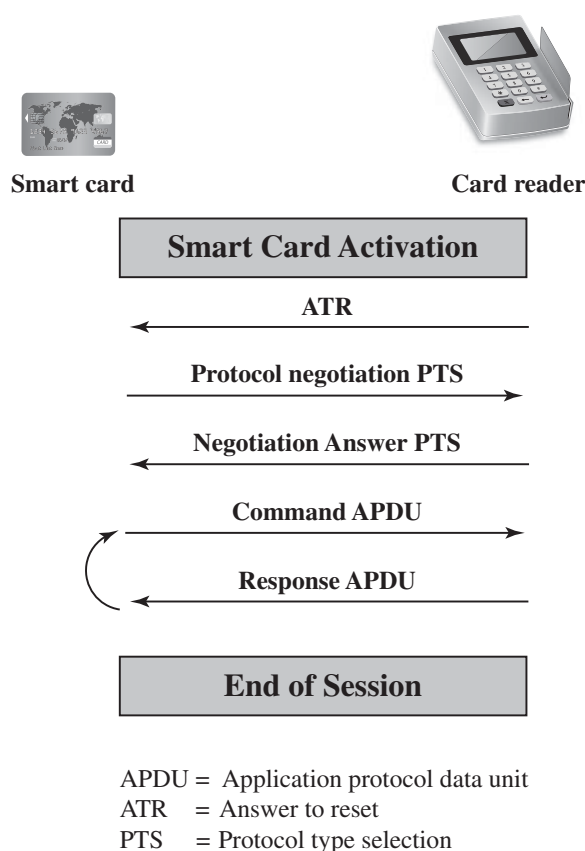 Smart card
Card reader
Smart Card Activation
ATR
Protocol negotiation PTS
Negotiation Answer PTS
Command APDU
Response APDU
End of Session
APDU = Application protocol data unit
ATR = Answer to reset
PTS = Protocol type selection